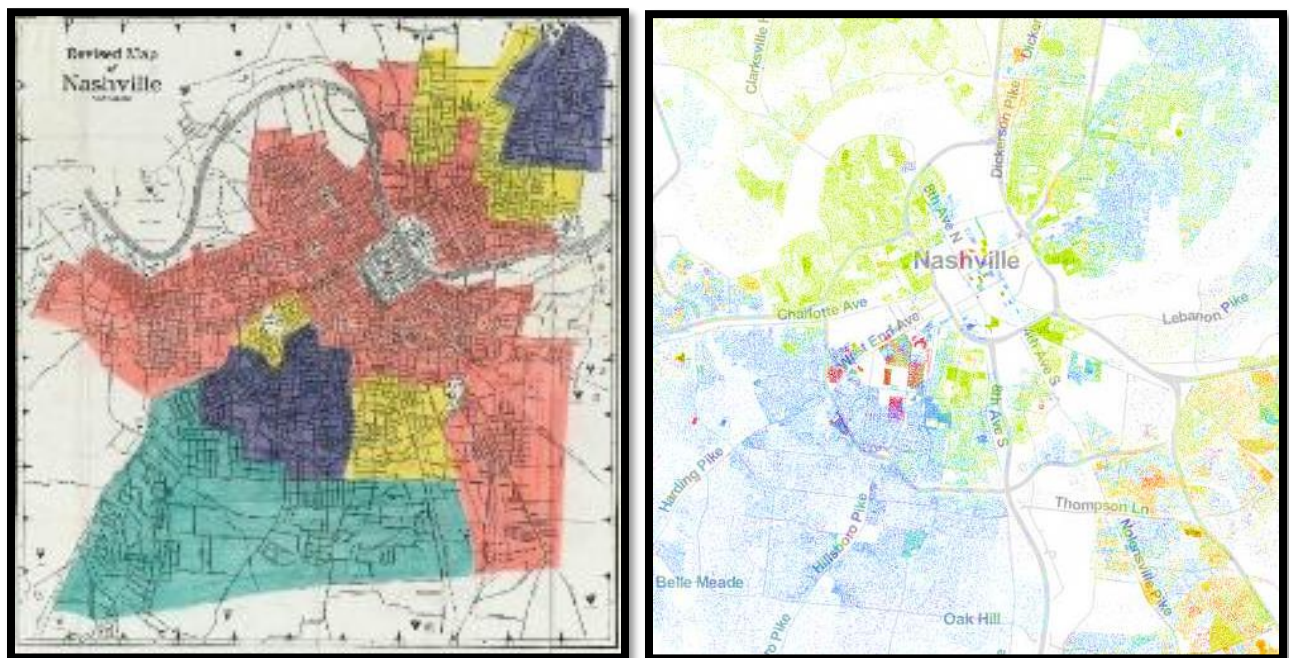 Revised Map
of
Nashville
Clarksville H
Dicker
Dickerson Pike
8th Ave N
Nashville
Charlotte Ave
West End Ave
Lebanon Pike
4th Ave S
8th Ave S
Harding Pike
Hillsboro Pike
Thompson Ln
Nolensville Pike
Belle Meade
Oak Hill
ro Pike